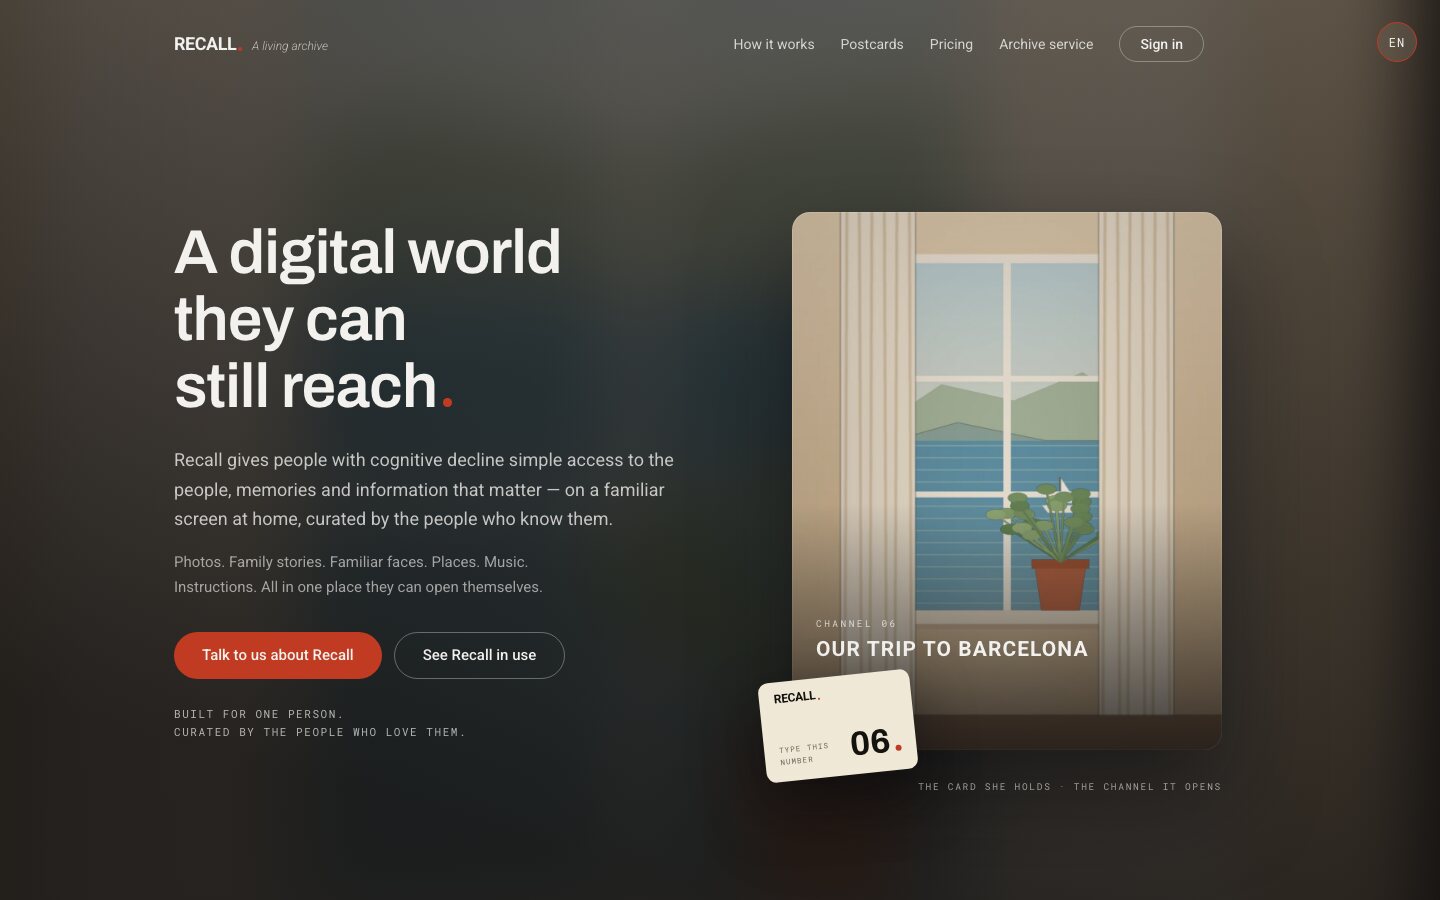 RECALL. A living archive
How it works
Postcards
Pricing
Archive service
Sign in
EN
A digital world
they can
still reach.
Recall gives people with cognitive decline simple access to the
people, memories and information that matter — on a familiar
screen at home, curated by the people who know them.
Photos. Family stories. Familiar faces. Places. Music.
Instructions. All in one place they can open themselves.
Talk to us about Recall
See Recall in use
BUILT FOR ONE PERSON.
CURATED BY THE PEOPLE WHO LOVE THEM.
CHANNEL 06
OUR TRIP TO BARCELONA
RECALL.
TYPE THIS
NUMBER
06.
THE CARD SHE HOLDS · THE CHANNEL IT OPENS